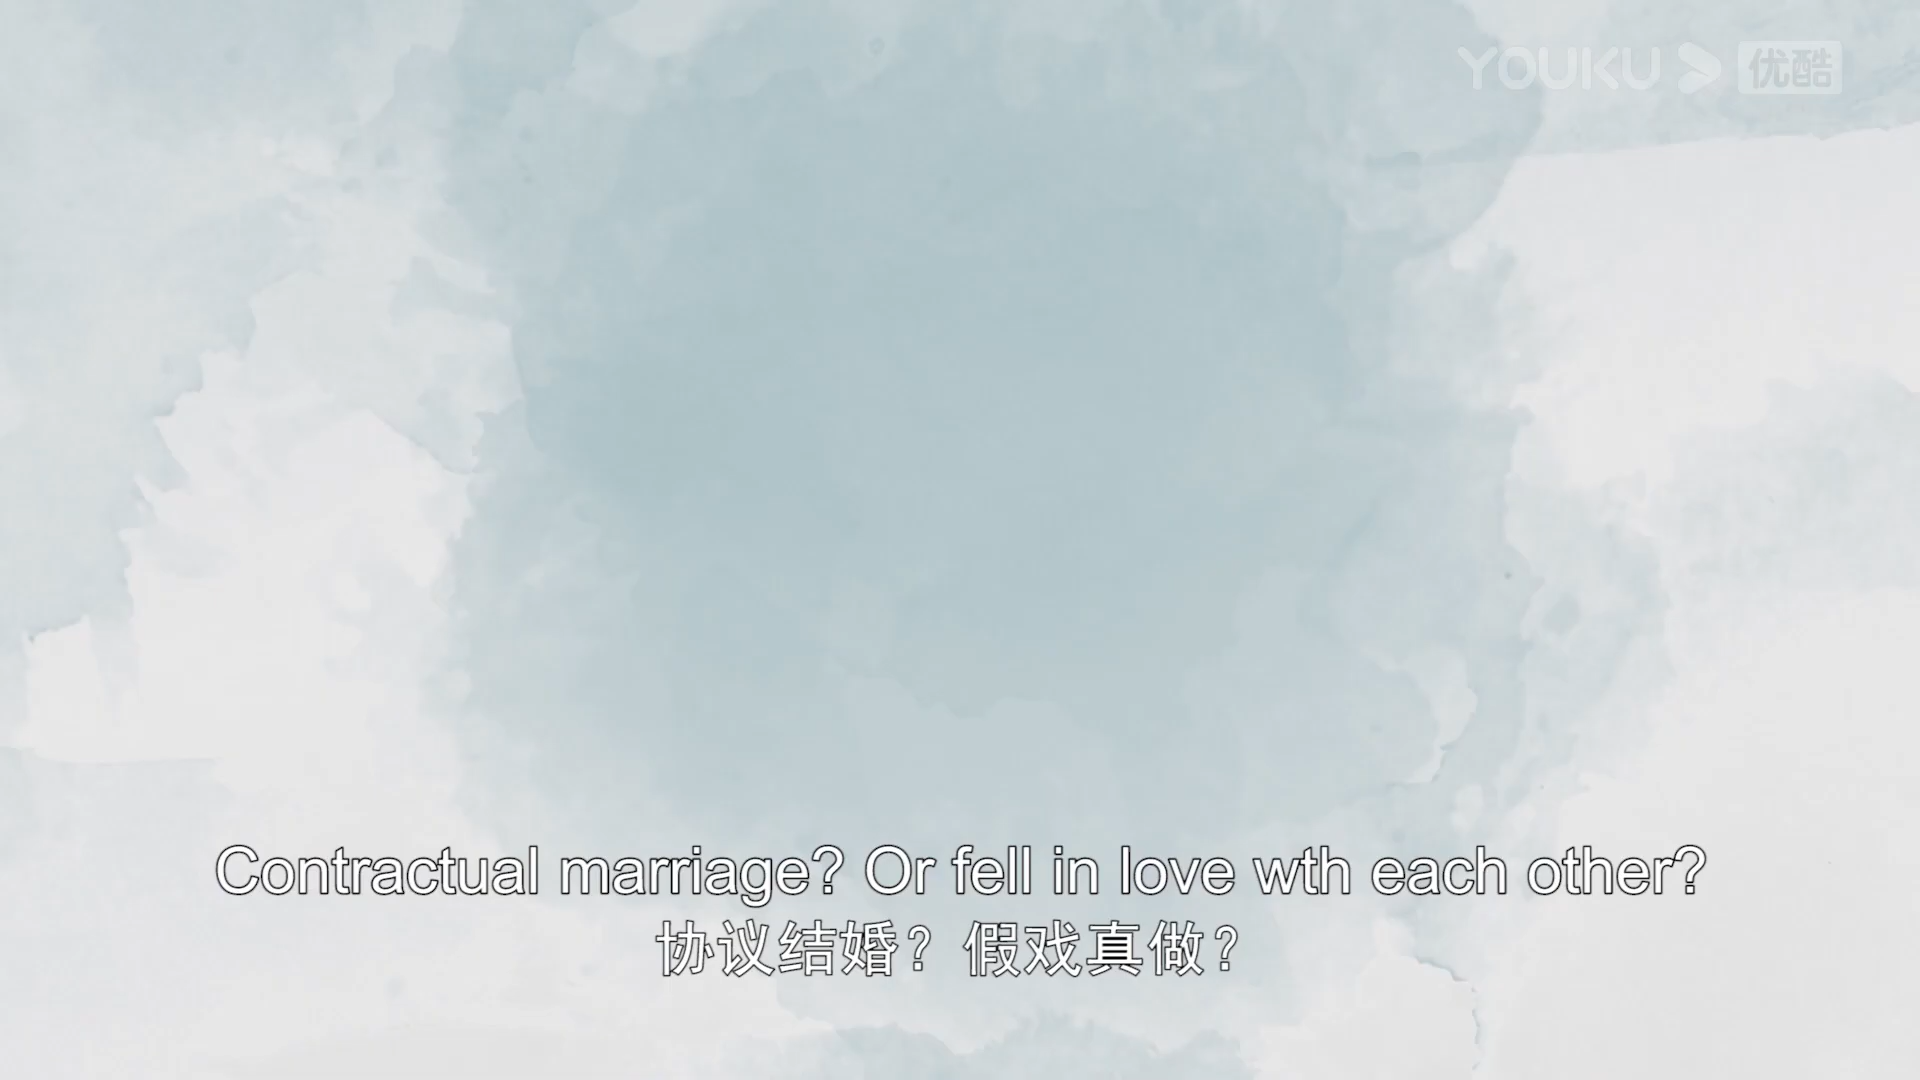 YOUKU 优酷
Contractual marriage? Or fell in love wth each other?
协议结婚？假戏真做？